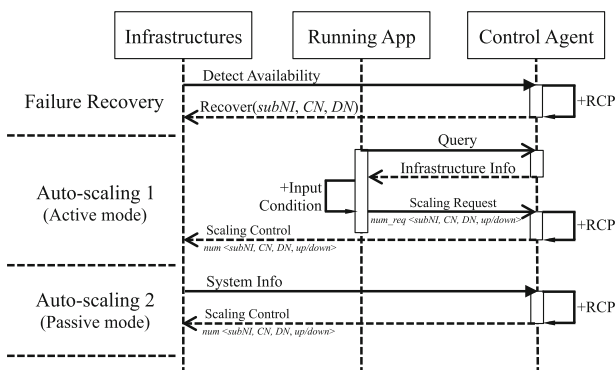 Infrastructures
Running App
Control Agent
Failure Recovery
Detect Availability
+RCP
Recover(subNI, CN, DN)
Auto-scaling 1
(Active mode)
Query
Infrastructure Info
+Input
Condition
Scaling Request
num_req <subNI, CN, DN, up/down>
+RCP
Scaling Control
num <subNI, CN, DN, up/down>
Auto-scaling 2
(Passive mode)
System Info
+RCP
Scaling Control
num <subNI, CN, DN, up/down>